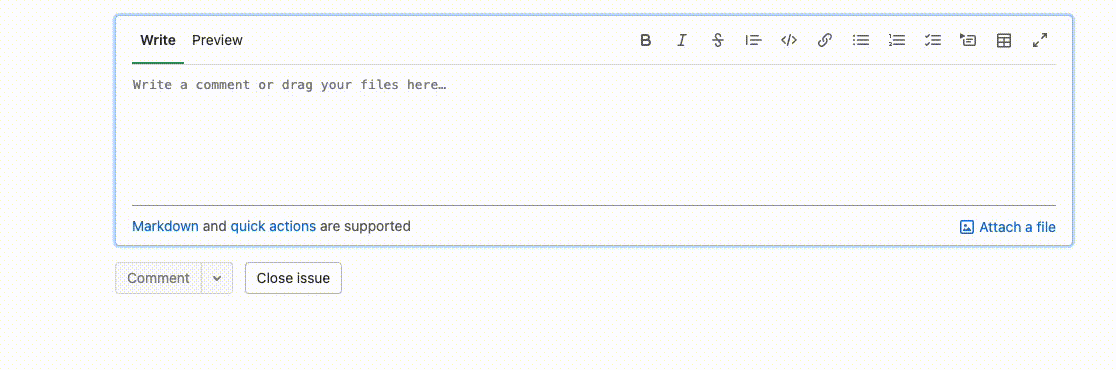 Write Preview
Write a comment or drag your files here…
Markdown and quick actions are supported
Attach a file
Comment
Close issue